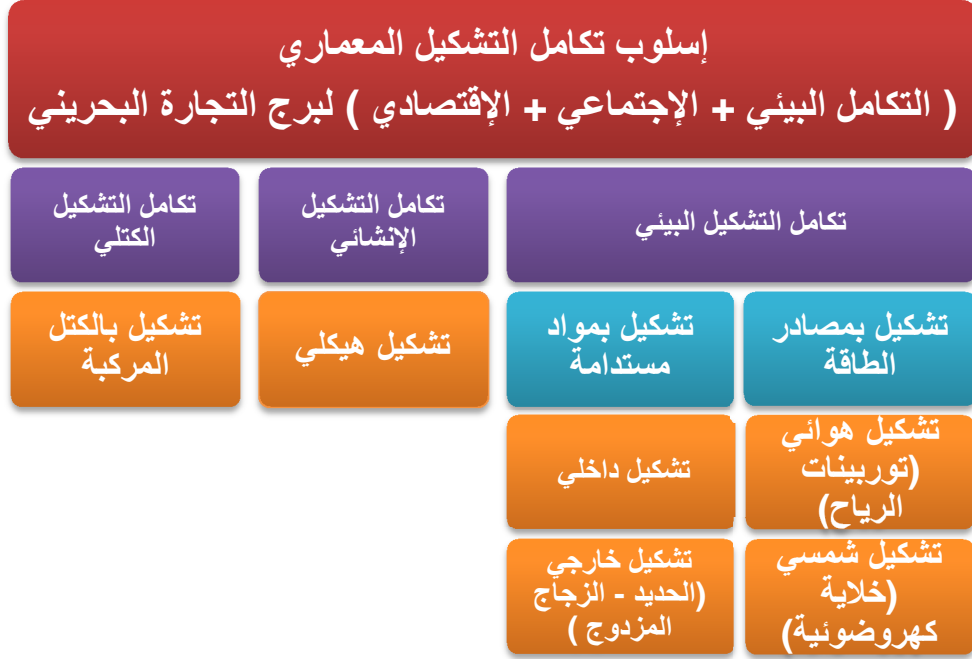 إسلوب تكامل التشكيل المعماري
( التكامل البيئي + الإجتماعي + الإقتصادي ) لبرج التجارة البحريني
تكامل التشكيل البيئي
تكامل التشكيل
الإنشائي
تكامل التشكيل
الكتلي
تشكيل بمصادر
الطاقة
تشكيل بمواد
مستدامة
تشكيل هيكلي
تشكيل بالكتل
المركبة
تشكيل هوائي
(توربينات
الرياح)
تشكيل داخلي
تشكيل شمسي
(خلاية
كهروضوئية)
تشكيل خارجي
(الحديد - الزجاج
المزدوج )